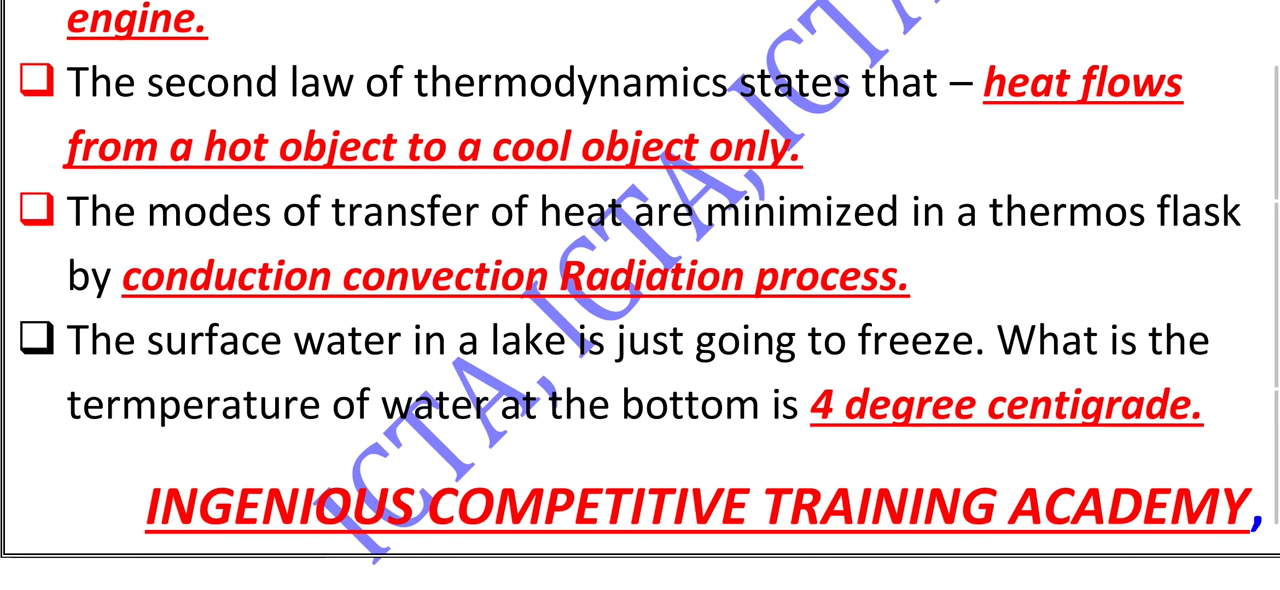 engine.
❑ The second law of thermodynamics states that – heat flows
from a hot object to a cool object only.
❑ The modes of transfer of heat are minimized in a thermos flask
by conduction convection Radiation process.
❑ The surface water in a lake is just going to freeze. What is the
termperature of water at the bottom is 4 degree centigrade.
INGENIOUS COMPETITIVE TRAINING ACADEMY,
ICTA, ICTA, ICTA